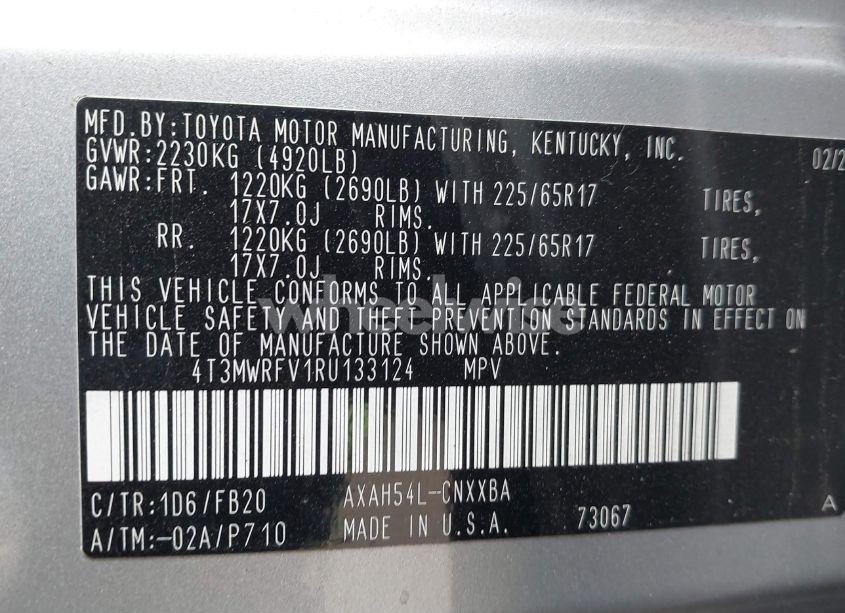 MFD.BY:TOYOTA MOTOR MANUFACTURING, KENTUCKY, INC. 02/2
GVWR:2230KG (4920LB)
GAWR:FRT. 1220KG (2690LB) WITH 225/65R17 TIRES,
17X7.0J RIMS.
RR. 1220KG (2690LB) WITH 225/65R17 TIRES,
17X7.0J RIMS.
THIS VEHICLE CONFORMS TO ALL APPLICABLE FEDERAL MOTOR
VEHICLE SAFETY AND THEFT PREVENTION STANDARDS IN EFFECT ON
THE DATE OF MANUFACTURE SHOWN ABOVE.
4T3MWRFV1RU133124 MPV
C/TR:1D6/FB20 AXAH54L-CNXXBA A
A/TM:-02A/P710 MADE IN U.S.A. 73067
wheelwise